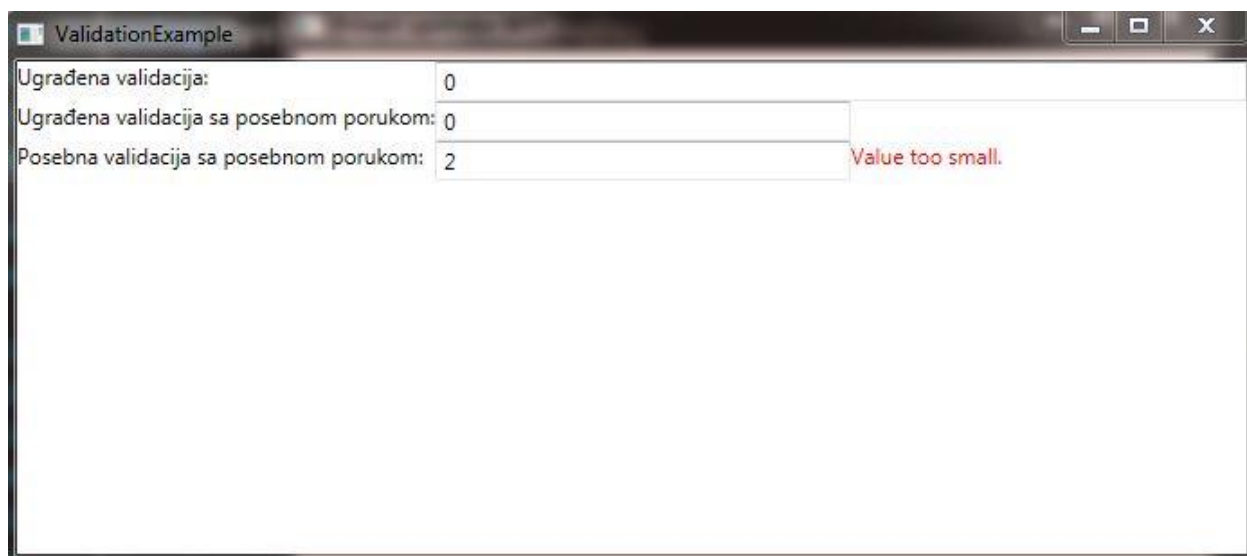 ValidationExample
Ugrađena validacija: 0
Ugrađena validacija sa posebnom porukom: 0
Posebna validacija sa posebnom porukom: 2 Value too small.